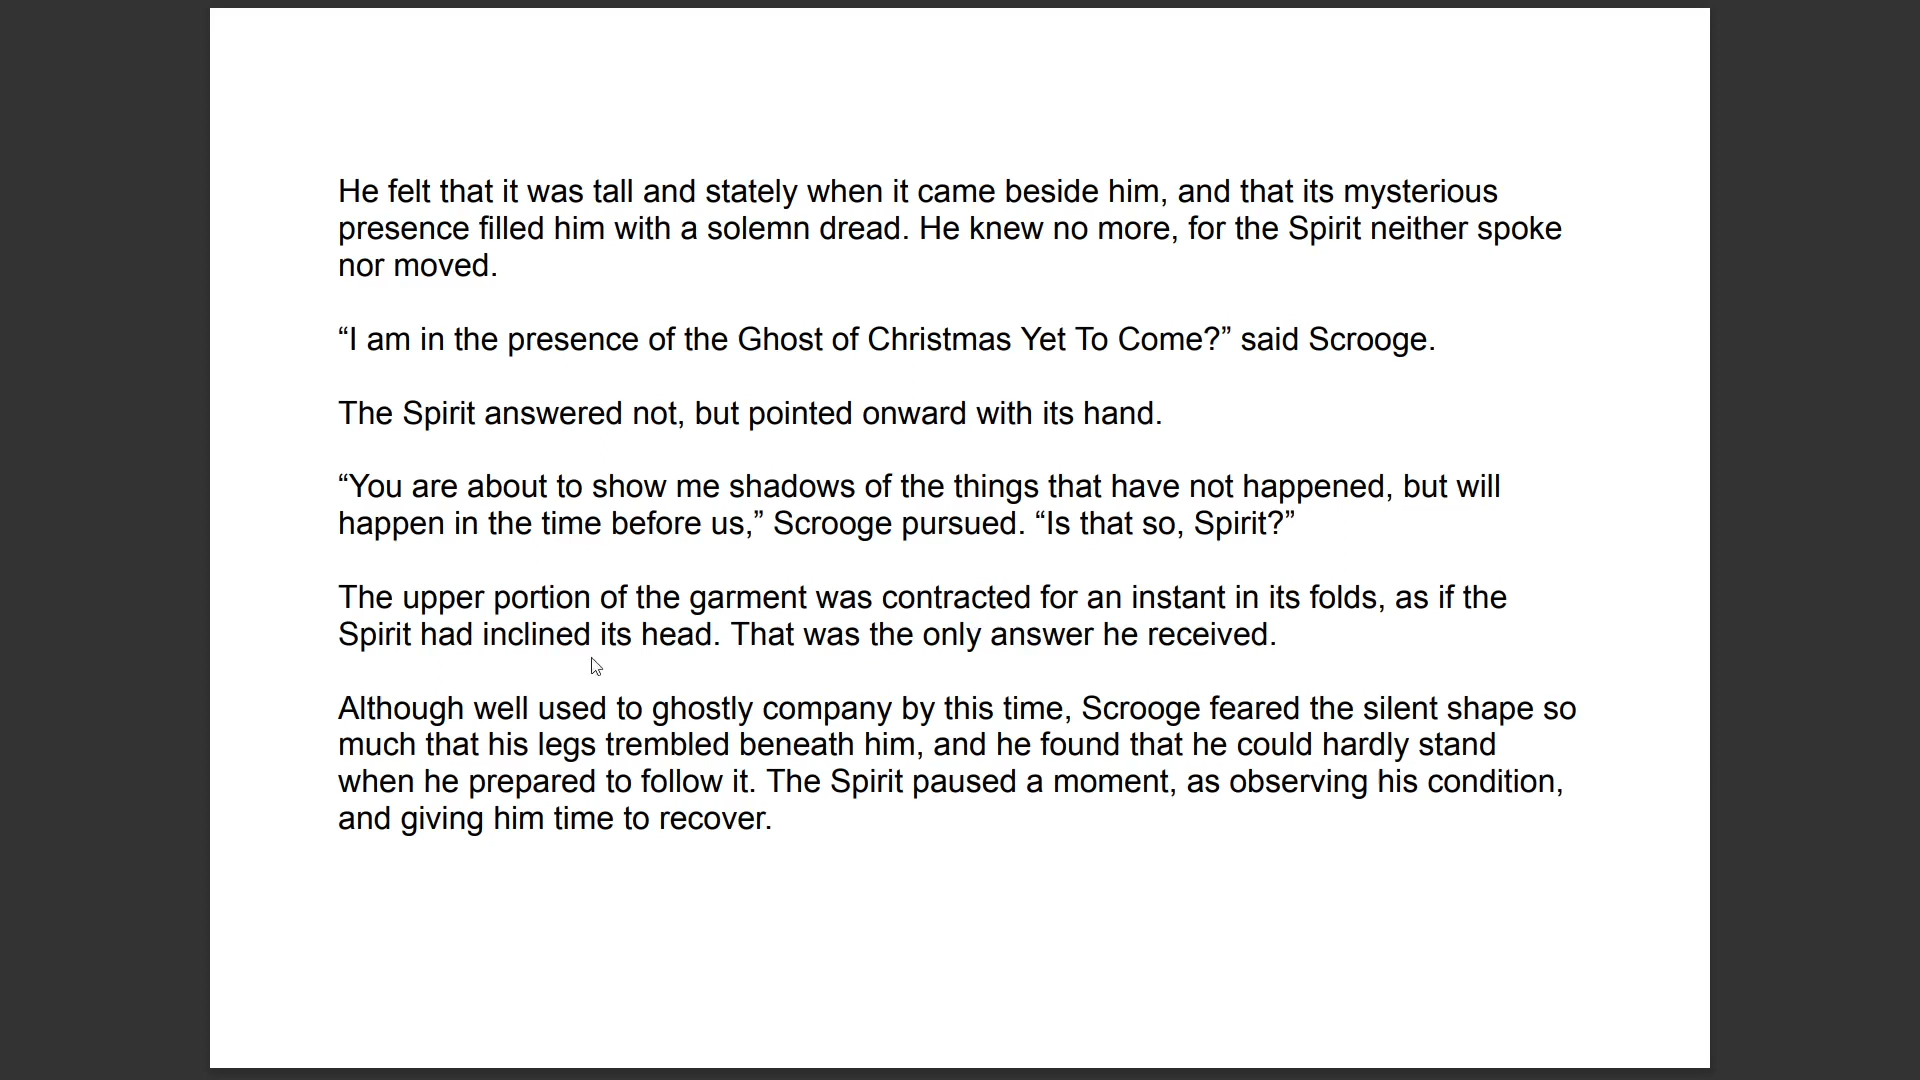 He felt that it was tall and stately when it came beside him, and that its mysterious
presence filled him with a solemn dread. He knew no more, for the Spirit neither spoke
nor moved.
“I am in the presence of the Ghost of Christmas Yet To Come?” said Scrooge.
The Spirit answered not, but pointed onward with its hand.
“You are about to show me shadows of the things that have not happened, but will
happen in the time before us,” Scrooge pursued. “Is that so, Spirit?”
The upper portion of the garment was contracted for an instant in its folds, as if the
Spirit had inclined its head. That was the only answer he received.
Although well used to ghostly company by this time, Scrooge feared the silent shape so
much that his legs trembled beneath him, and he found that he could hardly stand
when he prepared to follow it. The Spirit paused a moment, as observing his condition,
and giving him time to recover.